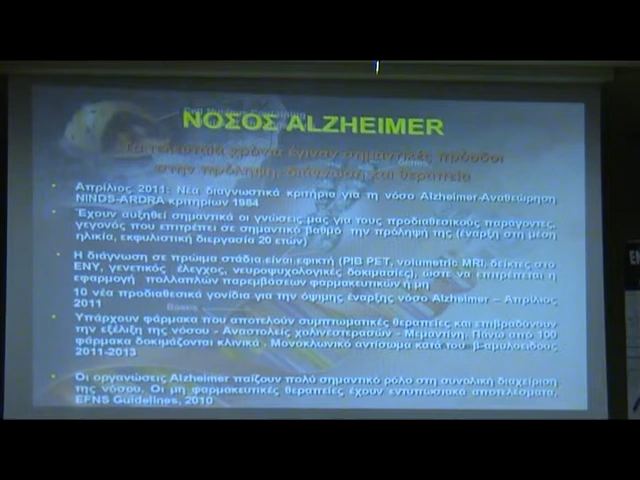 ΝΟΣΟΣ ALZHEIMER
Τα τελευταία χρόνια έγιναν σημαντικές πρόοδοι
στην πρόληψη, διάγνωση και θεραπεία
Απρίλιος 2011: Νεα διαγνωστικά κριτήρια για τη νόσο Alzheimer-Αναθεώρηση
NINDS-ARDRA κριτηρίων 1984
Έχουν αυξηθεί σημαντικά οι γνώσεις μας για τους προδιαθεσικούς παράγοντες,
γεγονός που επιτρέπει σε σημαντικό βαθμό την πρόληψή της (έναρξη στη μέση
ηλικία, εκφυλιστική διεργασία 20 ετών)
Η διάγνωση σε πρώιμα στάδια είναι εφικτή (PIB PET, volumetric MRI, δείκτες στο
ΕΝΥ, γενετικός έλεγχος, νευροψυχολογικές δοκιμασίες), ώστε να επιτρέπεται η
εφαρμογή πολλαπλών παρεμβάσεων φαρμακευτικών ή μη
10 νέα προδιαθεσικά γονίδια για την όψιμης έναρξης νόσο Alzheimer – Απρίλιος
2011
Υπάρχουν φάρμακα που αποτελούν συμπτωματικές θεραπείες και επιβραδύνουν
την εξέλιξη της νόσου - Αναστολείς χολινεστερασών - Μεμαντίνη. Πάνω από 100
φάρμακα δοκιμάζονται κλινικά - Μονοκλωνικό αντίσωμα κατά του β-αμυλοειδούς
2011-2013
Οι οργανώσεις Alzheimer παίζουν πολύ σημαντικό ρόλο στη συνολική διαχείριση
της νόσου. Οι μη φαρμακευτικές θεραπείες έχουν εντυπωσιακά αποτελέσματα,
EFNS Guidelines, 2010